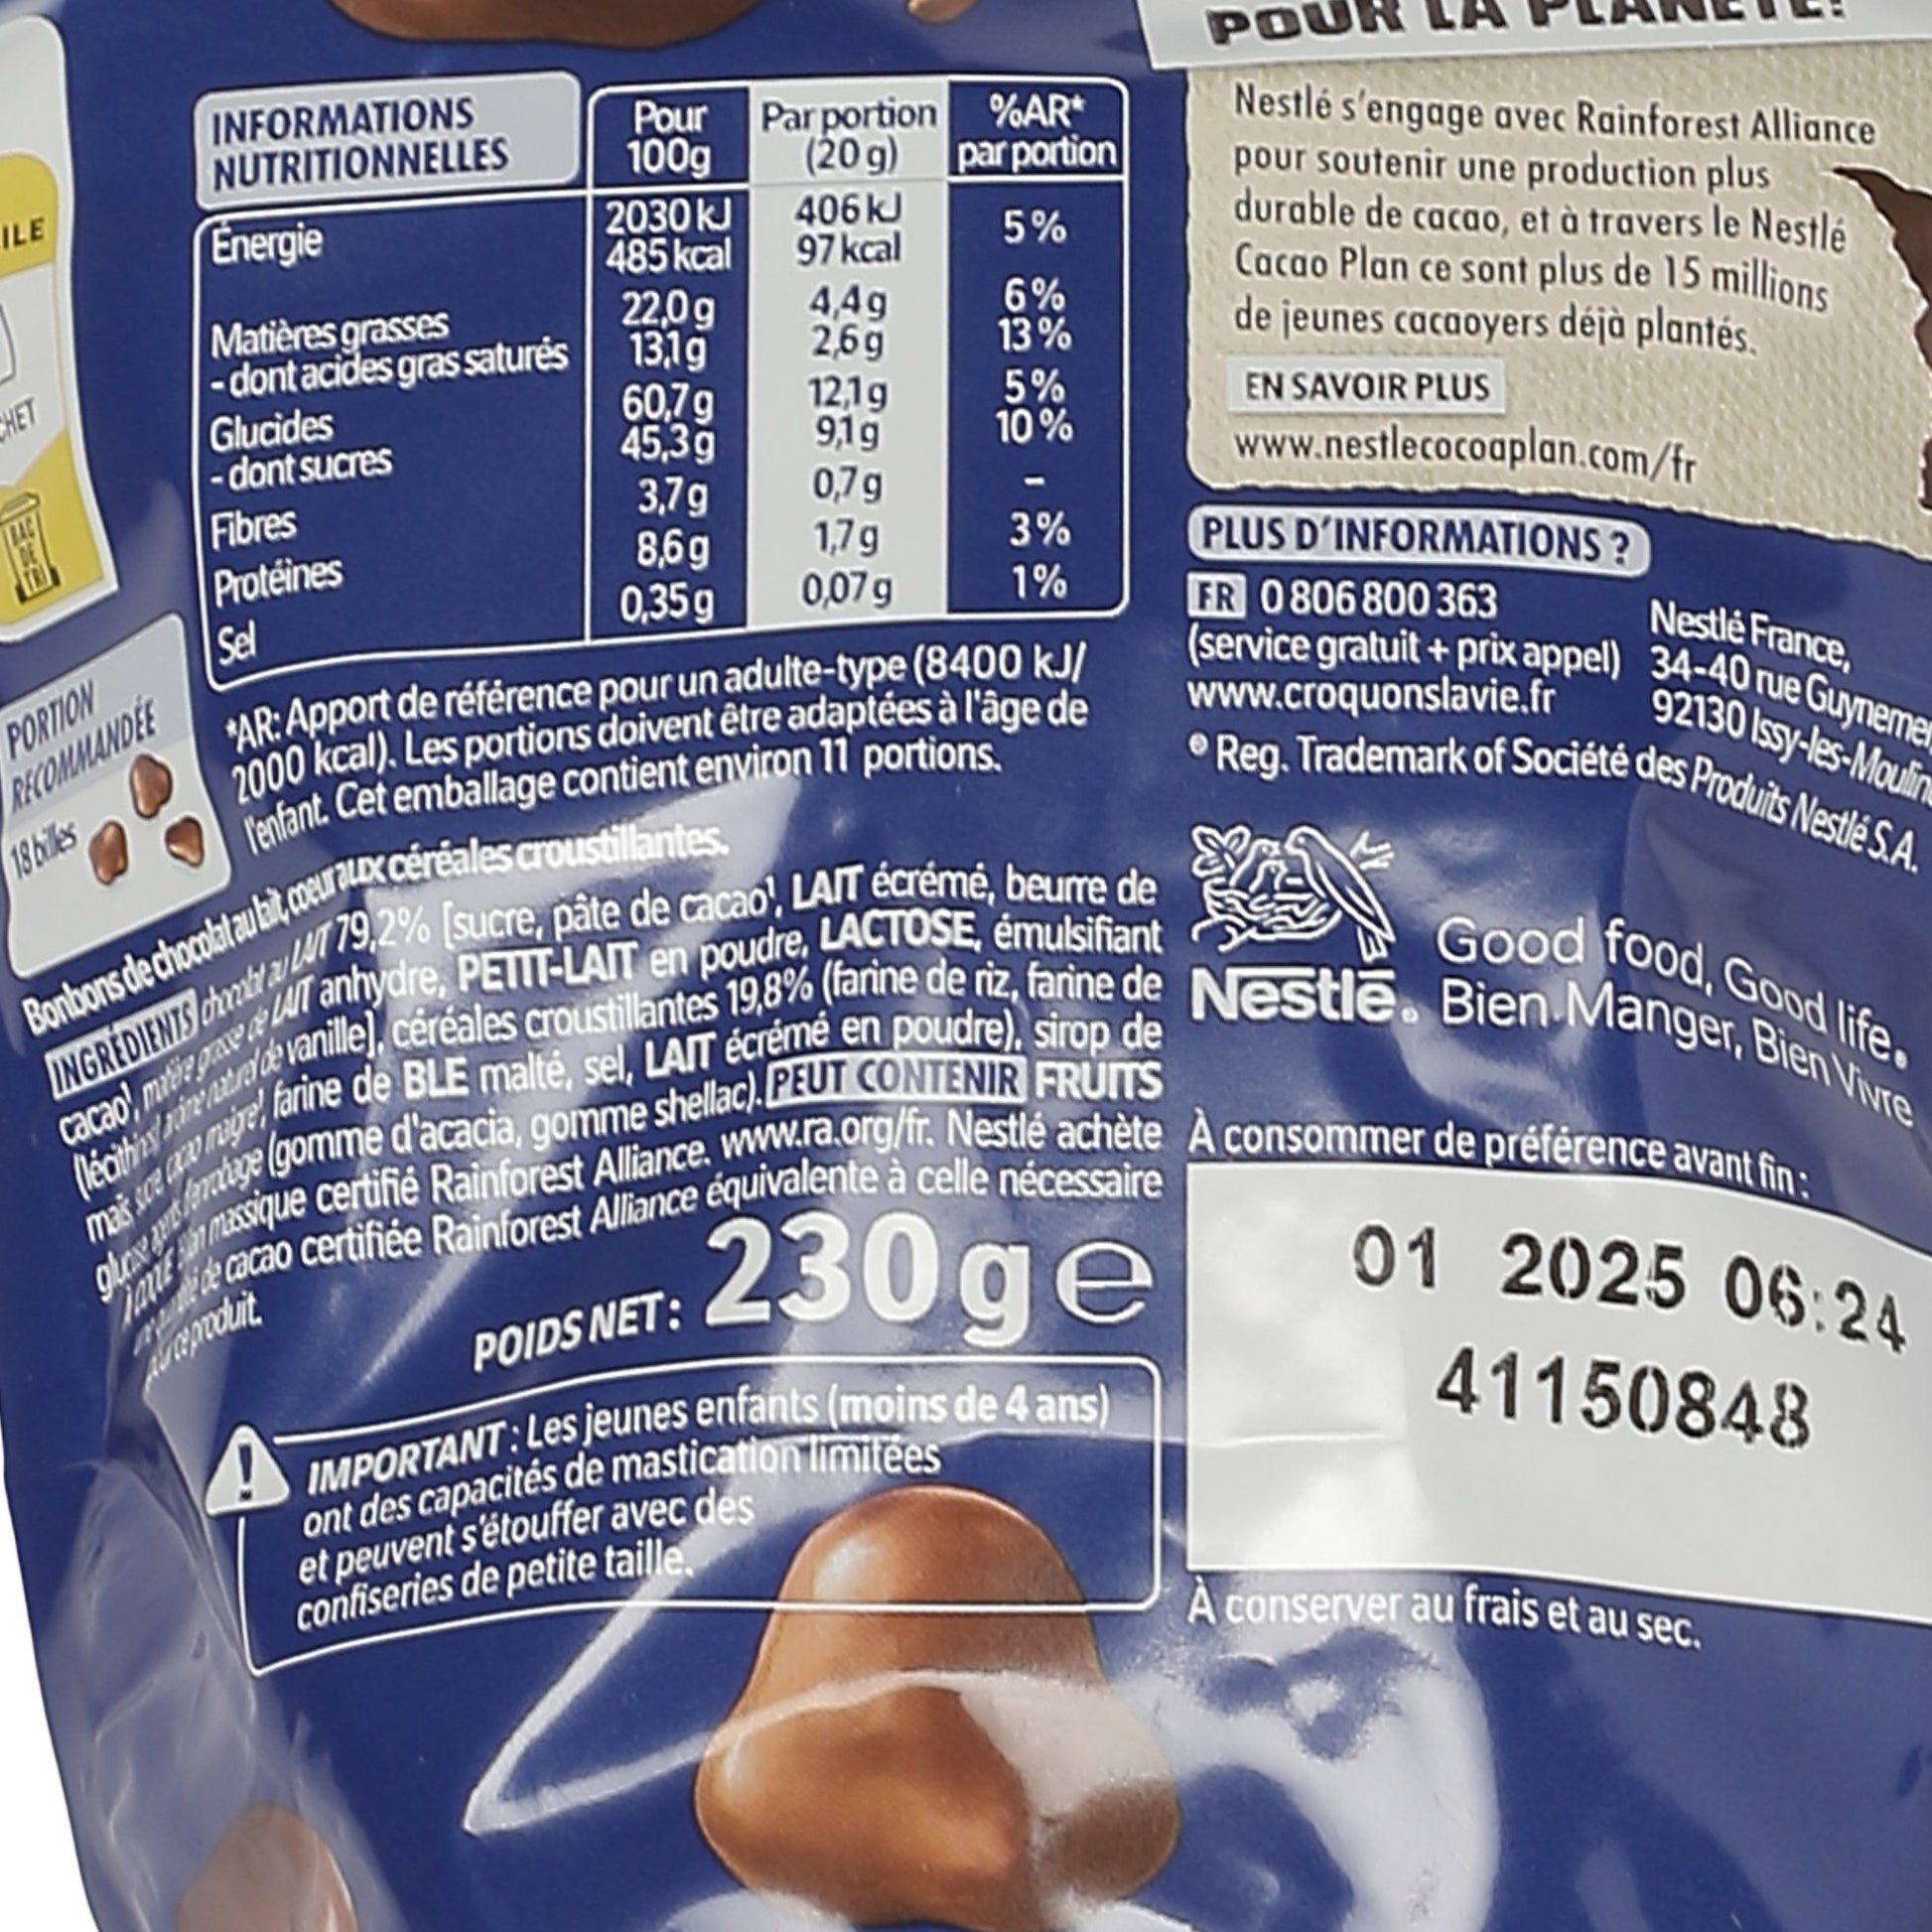 POUR LA PLANÈTE!
ILE
CHET
BAC
DE
TRI
INFORMATIONS
NUTRITIONNELLES
Pour
100g
Par portion
(20 g)
%AR*
par portion
Énergie
2030 kJ 406 kJ 5%
485 kcal 97 kcal
Matières grasses 22,0 g 4,4 g 6%
- dont acides gras saturés 13,1 g 2,6 g 13%
Glucides 60,7 g 12,1 g 5%
- dont sucres 45,3 g 9,1 g 10%
Fibres 3,7 g 0,7 g –
Protéines 8,6 g 1,7 g 3%
Sel 0,35 g 0,07 g 1%
*AR: Apport de référence pour un adulte-type (8400 kJ/
2000 kcal). Les portions doivent être adaptées à l'âge de
l'enfant. Cet emballage contient environ 11 portions.
PORTION
RECOMMANDÉE
18 billes
Bonbons de chocolat au lait, coeur aux céréales croustillantes.
INGRÉDIENTS chocolat au LAIT 79,2% [sucre, pâte de cacao¹, LAIT écrémé, beurre de
cacao¹, matière grasse de LAIT anhydre, PETIT-LAIT en poudre, LACTOSE, émulsifiant
(lécithines), arôme naturel de vanille], céréales croustillantes 19,8% (farine de riz, farine de
maïs, sucre, cacao maigre¹, farine de BLE malté, sel, LAIT écrémé en poudre), sirop de
glucose, agents d'enrobage (gomme d'acacia, gomme shellac). PEUT CONTENIR FRUITS
À COQUE massique certifié Rainforest Alliance. www.ra.org/fr. Nestlé achète
de cacao certifiée Rainforest Alliance équivalente à celle nécessaire
pour ce produit.
POIDS NET: 230 g e
IMPORTANT : Les jeunes enfants (moins de 4 ans)
ont des capacités de mastication limitées
et peuvent s'étouffer avec des
confiseries de petite taille.
Nestlé s'engage avec Rainforest Alliance
pour soutenir une production plus
durable de cacao, et à travers le Nestlé
Cacao Plan ce sont plus de 15 millions
de jeunes cacaoyers déjà plantés.
EN SAVOIR PLUS
www.nestlecocoaplan.com/fr
PLUS D'INFORMATIONS ?
FR 0 806 800 363
(service gratuit + prix appel)
www.croquonslavie.fr
Nestlé France,
34-40 rue Guynemer
92130 Issy-les-Moulin
® Reg. Trademark of Société des Produits Nestlé S.A.
Nestlé®
Good food, Good life®
Bien Manger, Bien Vivre
À consommer de préférence avant fin :
01 2025 06:24
41150848
À conserver au frais et au sec.